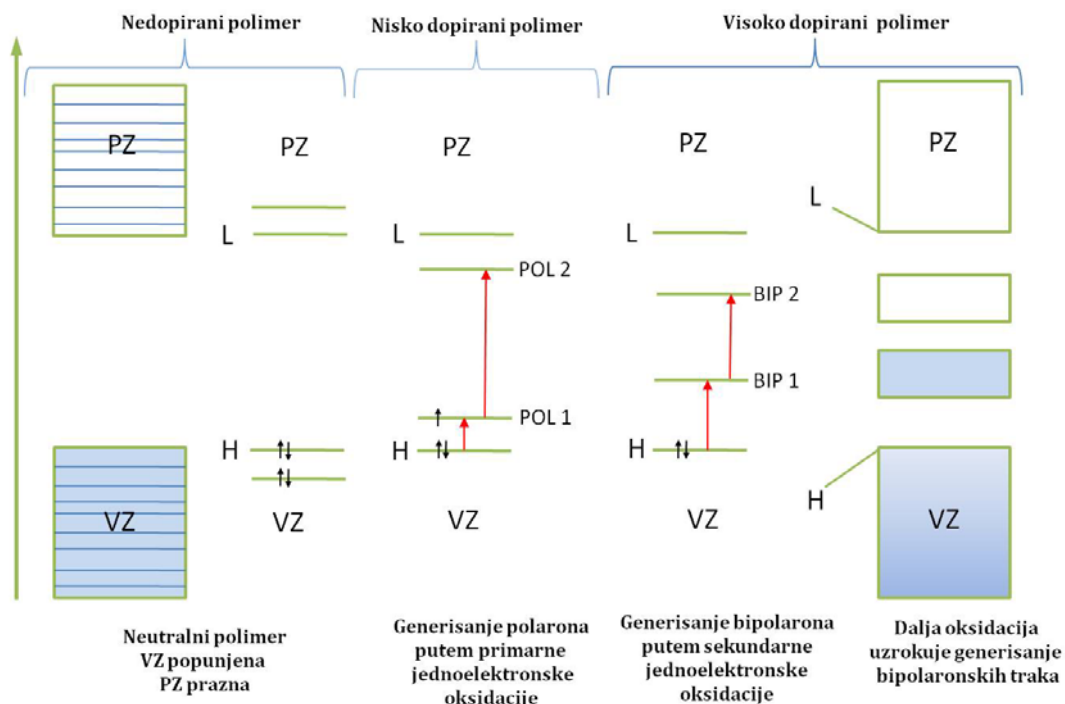 Nedopirani polimer
Nisko dopirani polimer
Visoko dopirani polimer
PZ
PZ
PZ
PZ
PZ
L
L
L
L
POL 2
BIP 2
BIP 1
POL 1
H
H
H
H
VZ
VZ
VZ
VZ
VZ
Neutralni polimer
VZ popunjena
PZ prazna
Generisanje polarona
putem primarne
jednoelektronske
oksidacije
Generisanje bipolarona
putem sekundarne
jednoelektronske
oksidacije
Dalja oksidacija
uzrokuje generisanje
bipolaronskih traka